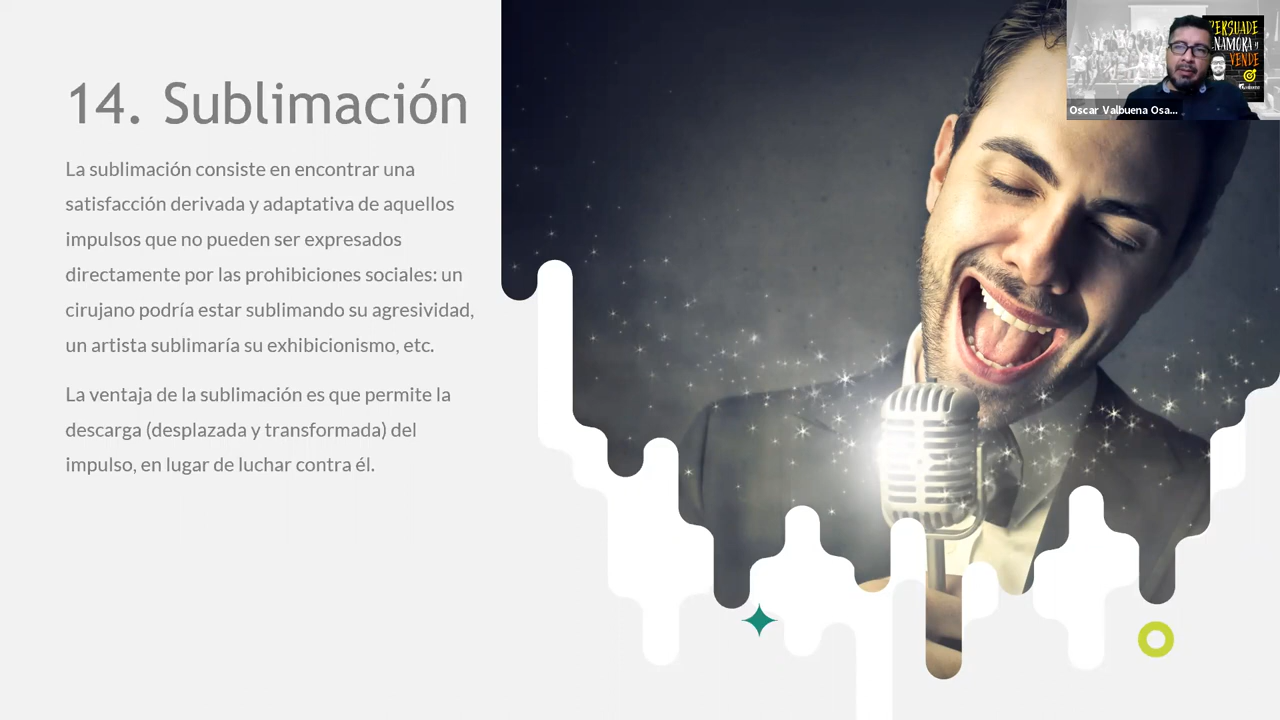 14. Sublimación
La sublimación consiste en encontrar una
satisfacción derivada y adaptativa de aquellos
impulsos que no pueden ser expresados
directamente por las prohibiciones sociales: un
cirujano podría estar sublimando su agresividad,
un artista sublimaría su exhibicionismo, etc.
La ventaja de la sublimación es que permite la
descarga (desplazada y transformada) del
impulso, en lugar de luchar contra él.
VENDE
Oscar Valbuena Osa...